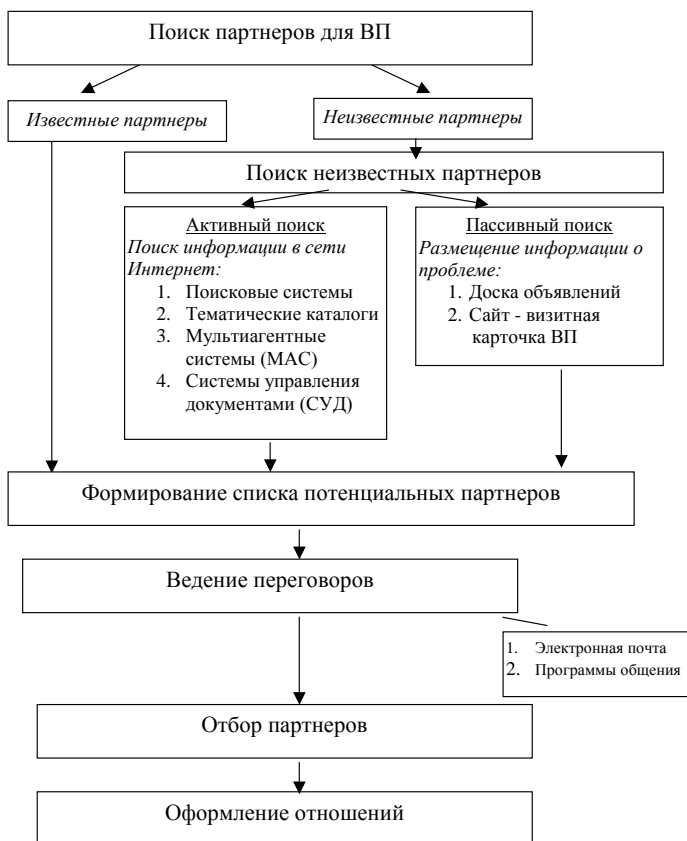 Поиск партнеров для ВП
Известные партнеры
Неизвестные партнеры
Поиск неизвестных партнеров
Активный поиск
Поиск информации в сети
Интернет:
1. Поисковые системы
2. Тематические каталоги
3. Мультиагентные
системы (МАС)
4. Системы управления
документами (СУД)
Пассивный поиск
Размещение информации о
проблеме:
1. Доска объявлений
2. Сайт - визитная
карточка ВП
Формирование списка потенциальных партнеров
Ведение переговоров
1. Электронная почта
2. Программы общения
Отбор партнеров
Оформление отношений